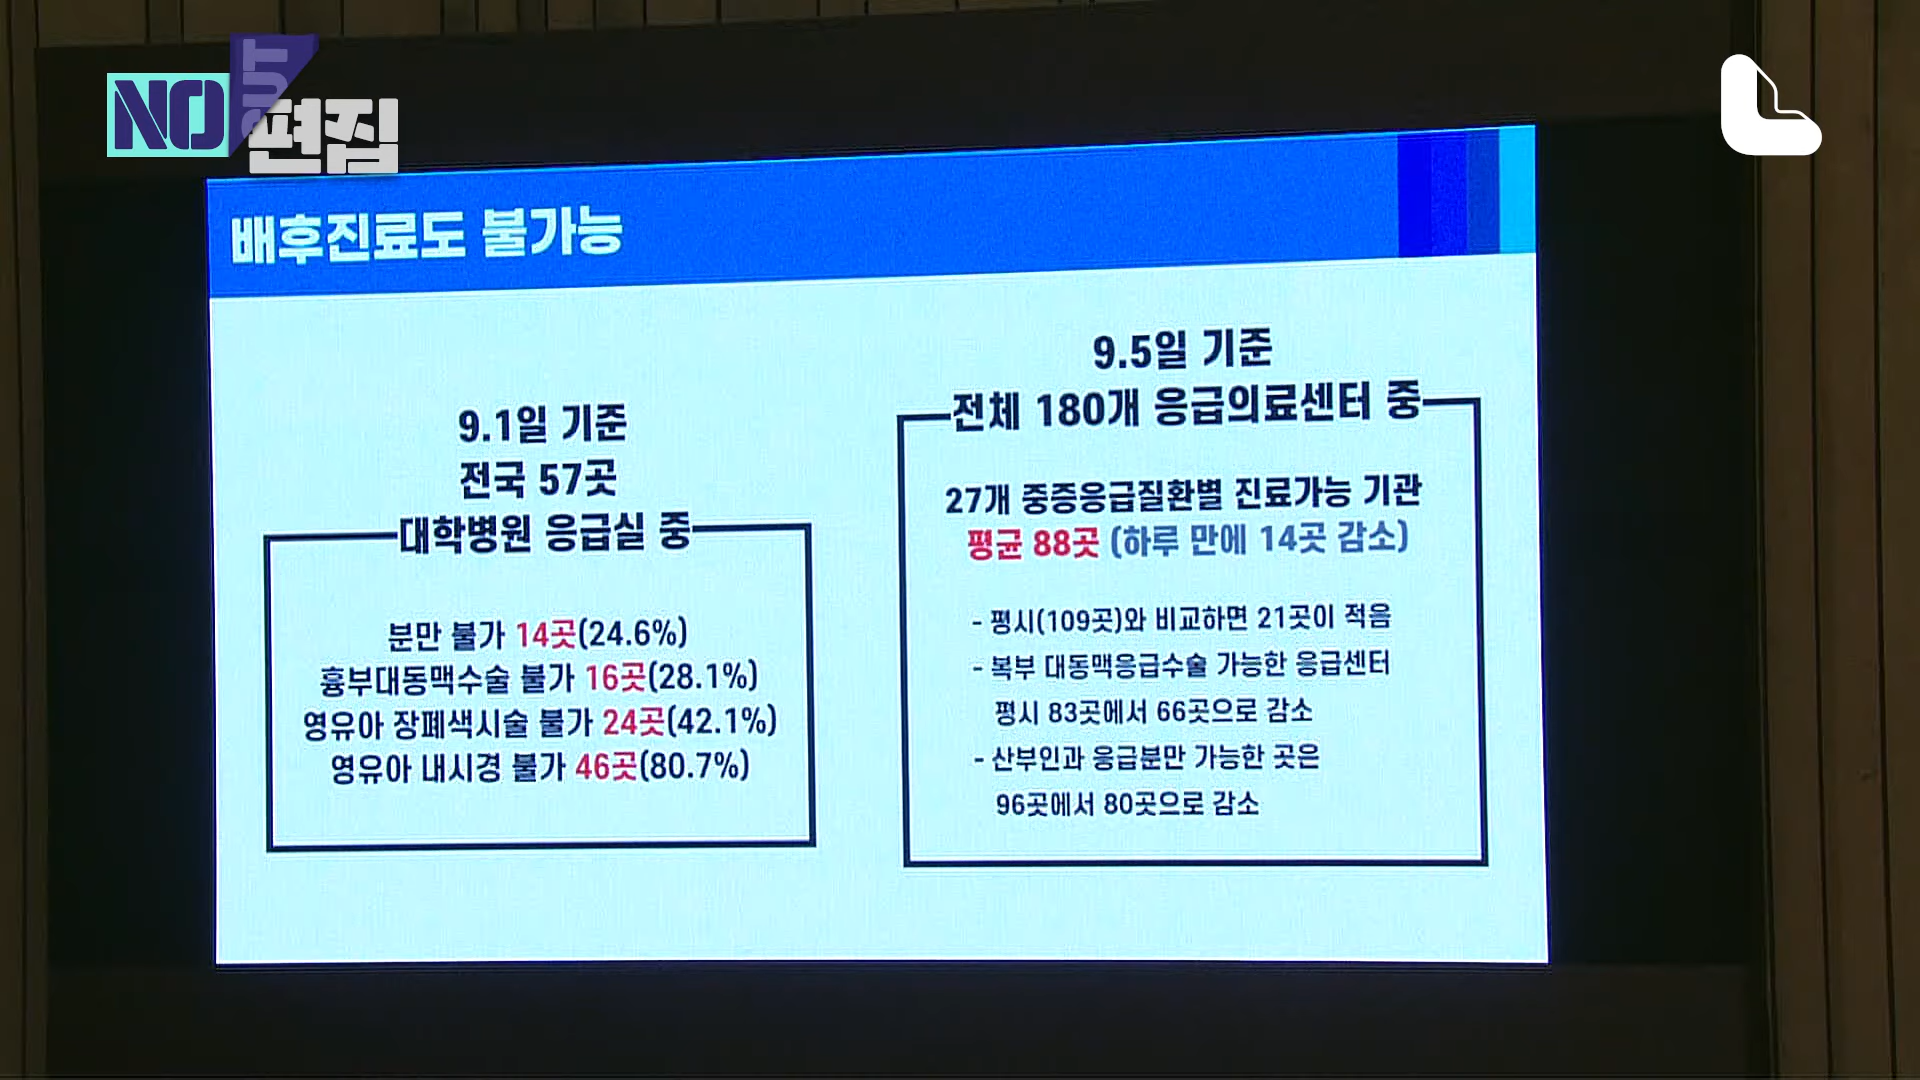 NO
CUT
편집
배후진료도 불가능
9.1일 기준
전국 57곳
대학병원 응급실 중
분만 불가 14곳(24.6%)
흉부대동맥수술 불가 16곳(28.1%)
영유아 장폐색시술 불가 24곳(42.1%)
영유아 내시경 불가 46곳(80.7%)
9.5일 기준
전체 180개 응급의료센터 중
27개 중증응급질환별 진료가능 기관
평균 88곳 (하루 만에 14곳 감소)
- 평시(109곳)와 비교하면 21곳이 적음
- 복부 대동맥응급수술 가능한 응급센터
평시 83곳에서 66곳으로 감소
- 산부인과 응급분만 가능한 곳은
96곳에서 80곳으로 감소